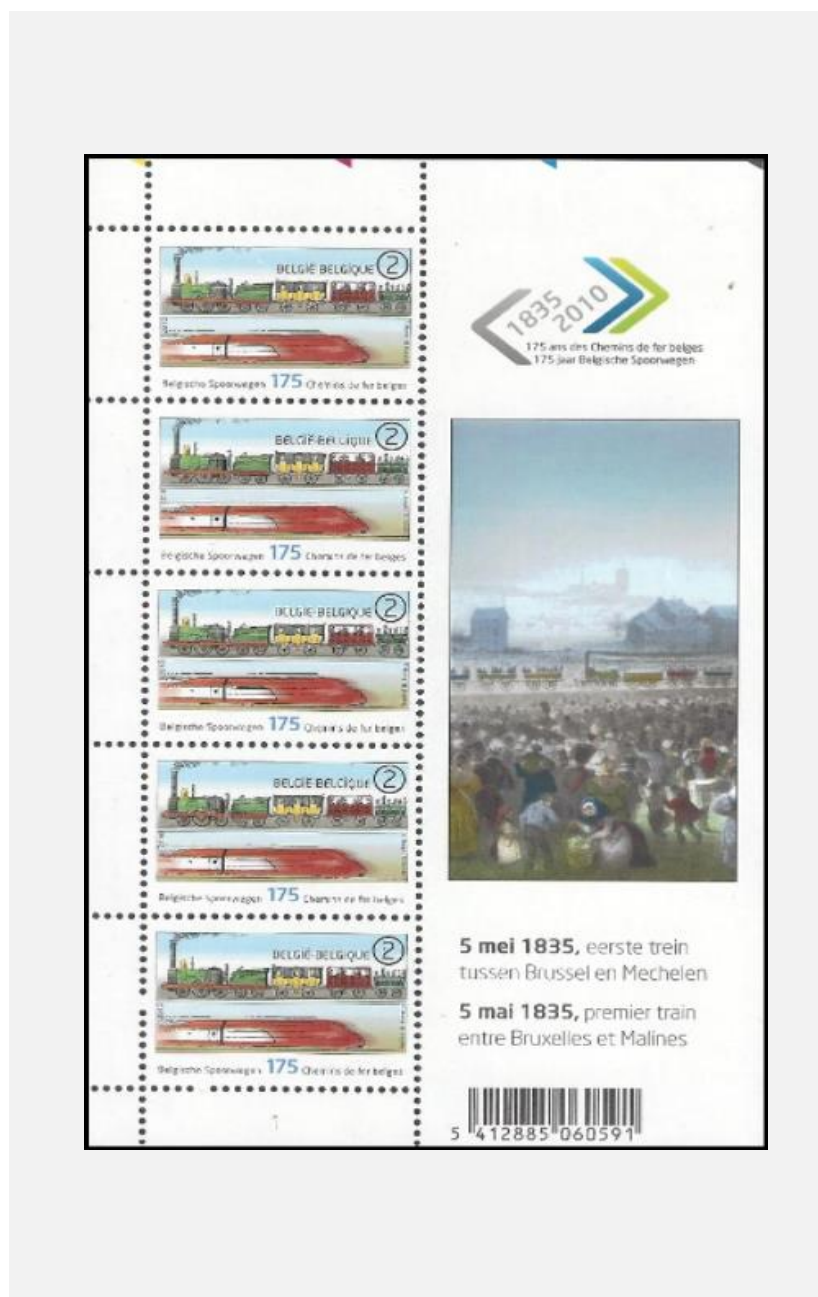 BELGIË-BELGIQUE 2
Belgische Spoorwegen 175 Chemins de fer belges
BELGIË-BELGIQUE 2
Belgische Spoorwegen 175 Chemins de fer belges
BELGIË-BELGIQUE 2
Belgische Spoorwegen 175 Chemins de fer belges
BELGIË-BELGIQUE 2
Belgische Spoorwegen 175 Chemins de fer belges
BELGIË-BELGIQUE 2
Belgische Spoorwegen 175 Chemins de fer belges
1
1835
2010
175 ans des Chemins de fer belges
175 jaar Belgische Spoorwegen
5 mei 1835, eerste trein
tussen Brussel en Mechelen
5 mai 1835, premier train
entre Bruxelles et Malines
5 412885 060591